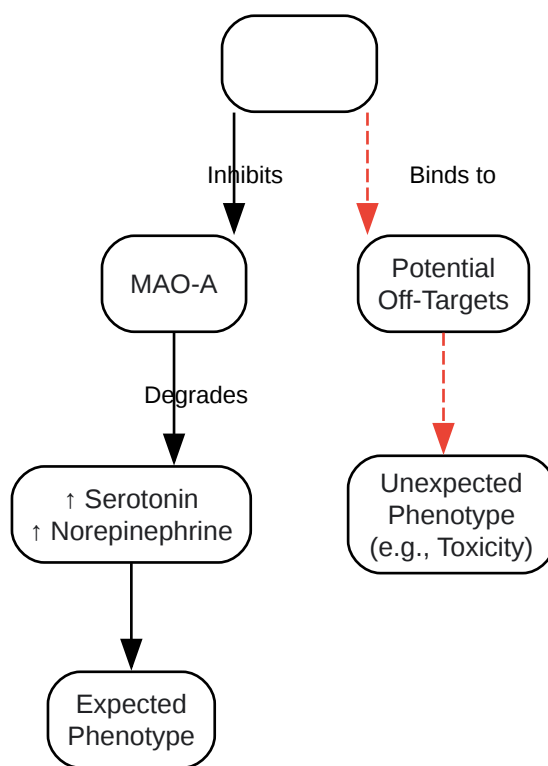 Inhibits
Binds to
MAO-A
Potential
Off-Targets
Degrades
↑ Serotonin
↑ Norepinephrine
Unexpected
Phenotype
(e.g., Toxicity)
Expected
Phenotype